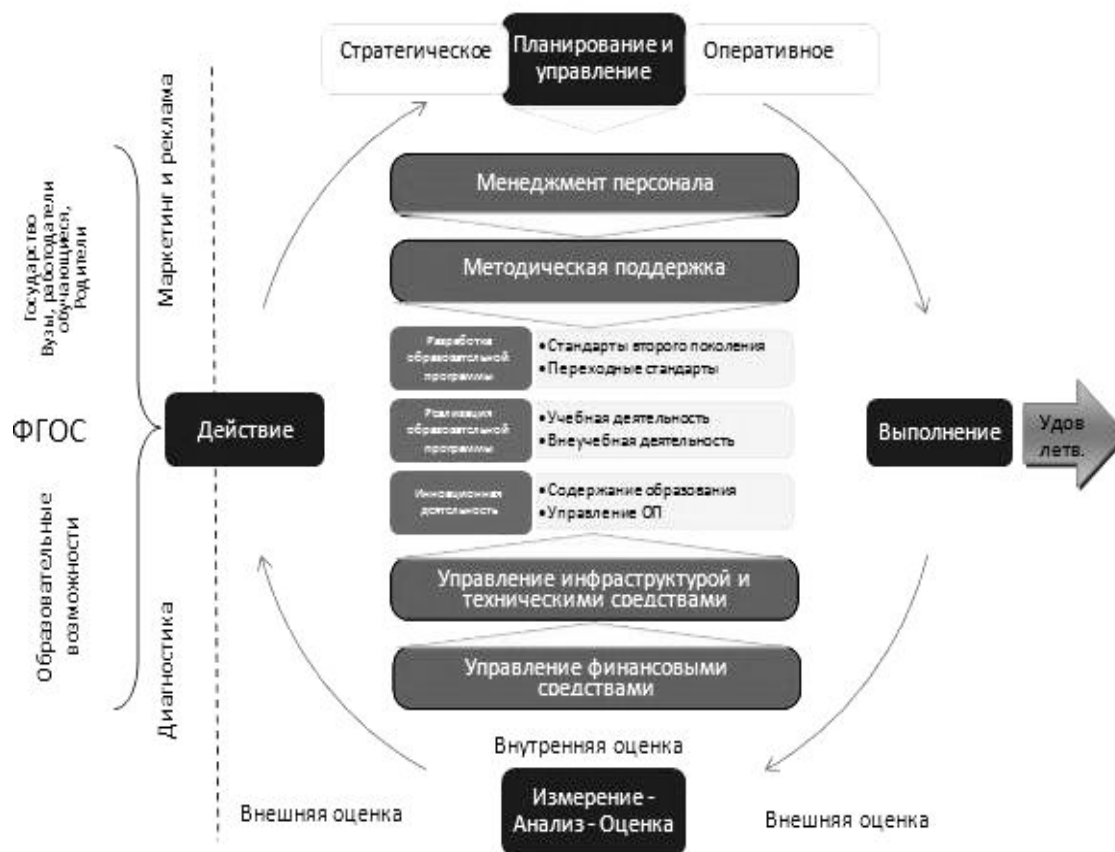 Стратегическое
Планирование и
управление
Оперативное
Маркетинг и реклама
Государство
Вузы, работодатели
обучающиеся,
Родители
ФГОС
Образовательные
возможности
Диагностика
Действие
Менеджмент персонала
Методическая поддержка
Разработка
образовательной
программы
•Стандарты второго поколения
•Переходные стандарты
Реализация
образовательной
программы
•Учебная деятельность
•Внеучебная деятельность
Инновационная
деятельность
•Содержание образования
•Управление ОП
Управление инфраструктурой и
техническими средствами
Управление финансовыми
средствами
Выполнение
Удов
летв.
Внутренняя оценка
Измерение -
Анализ - Оценка
Внешняя оценка
Внешняя оценка